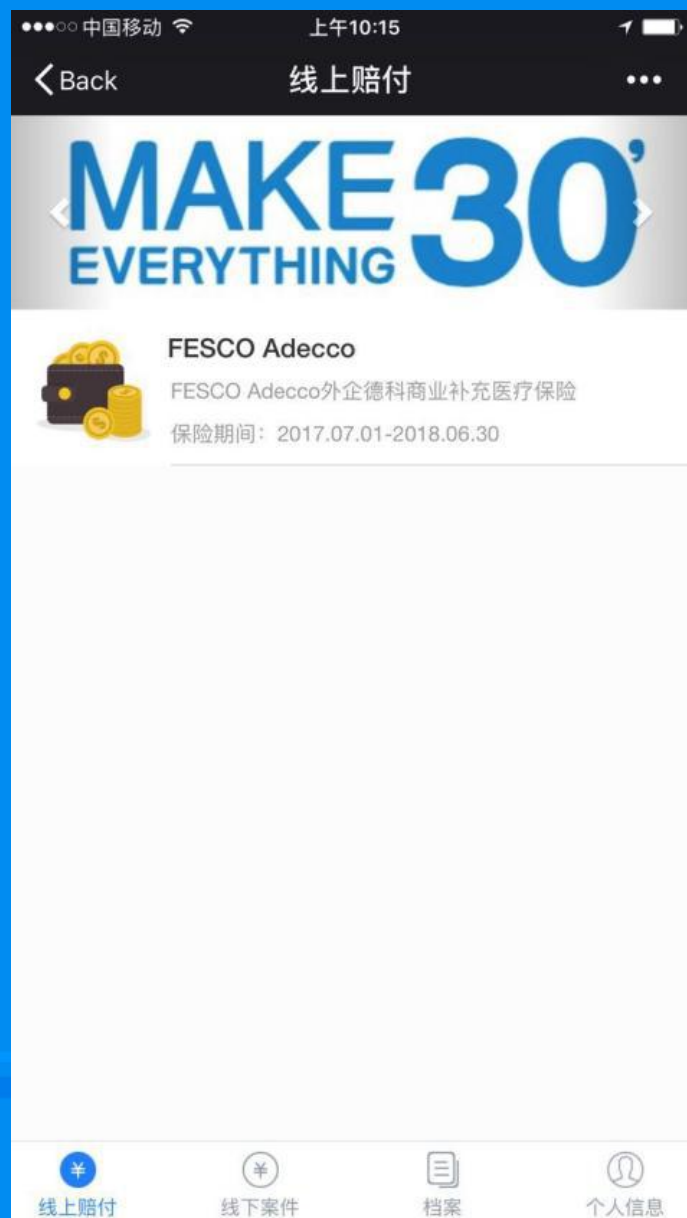 中国移动 上午10:15
Back 线上赔付
MAKE 30’
EVERYTHING
FESCO Adecco
FESCO Adecco外企德科商业补充医疗保险
保险期间：2017.07.01-2018.06.30
线上赔付 线下案件 档案 个人信息